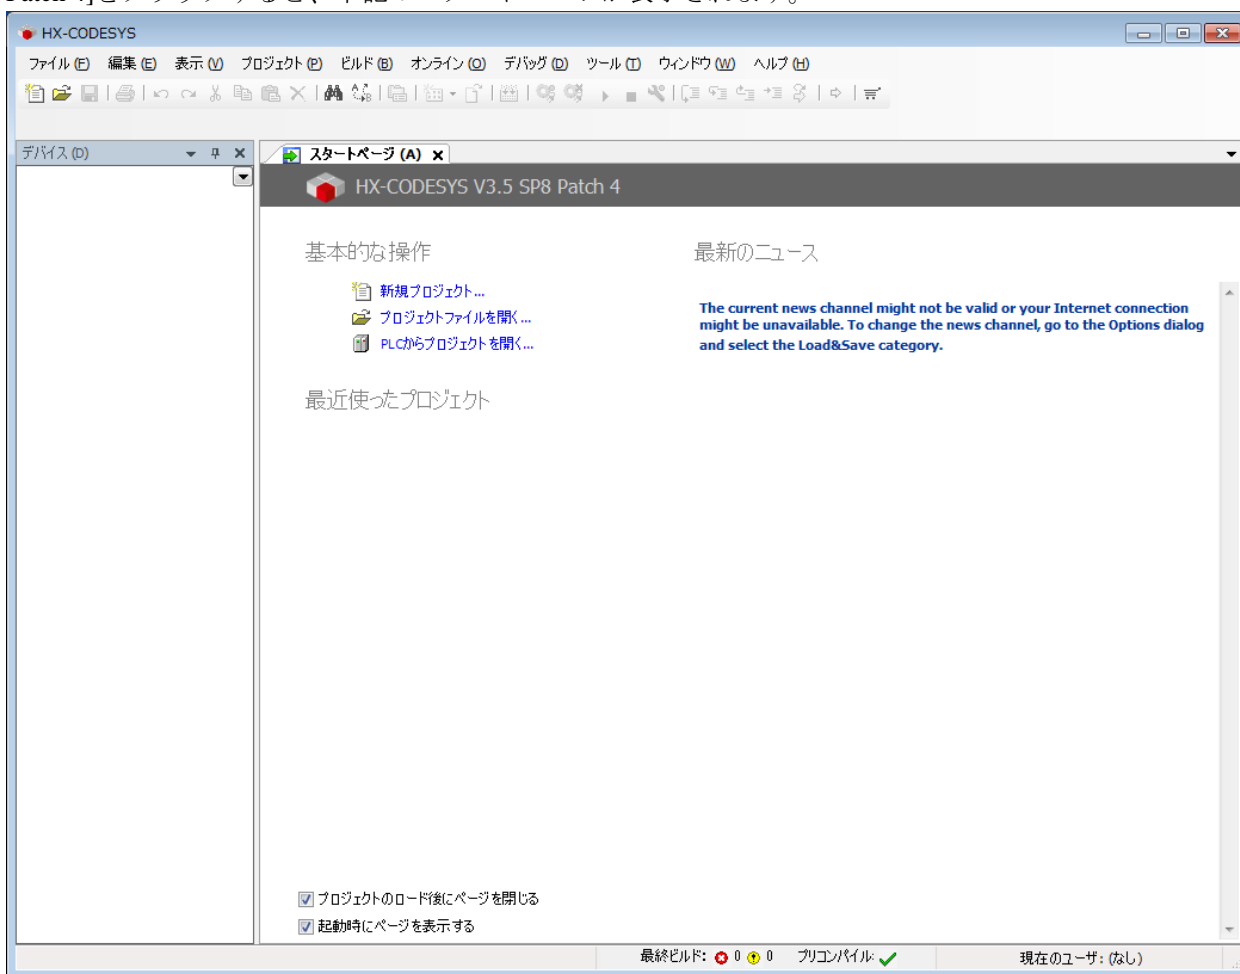 HX-CODESYS
ファイル(F) 編集(E) 表示(V) プロジェクト(P) ビルド(B) オンライン(O) デバッグ(D) ツール(T) ウィンドウ(W) ヘルプ(H)
デバイス(D)
スタートページ (A)
HX-CODESYS V3.5 SP8 Patch 4
基本的な操作
新規プロジェクト...
プロジェクトファイルを開く...
PLCからプロジェクトを開く...
最近使ったプロジェクト
最新のニュース
The current news channel might not be valid or your Internet connection
might be unavailable. To change the news channel, go to the Options dialog
and select the Load&Save category.
プロジェクトのロード後にページを閉じる
起動時にページを表示する
最終ビルド: 0 0 プリコンパイル: 現在のユーザ: (なし)